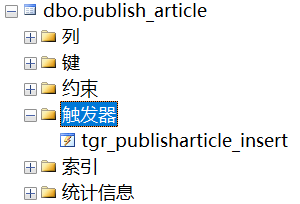 dbo.publish_article
列
键
约束
触发器
tgr_publisharticle_insert
索引
统计信息